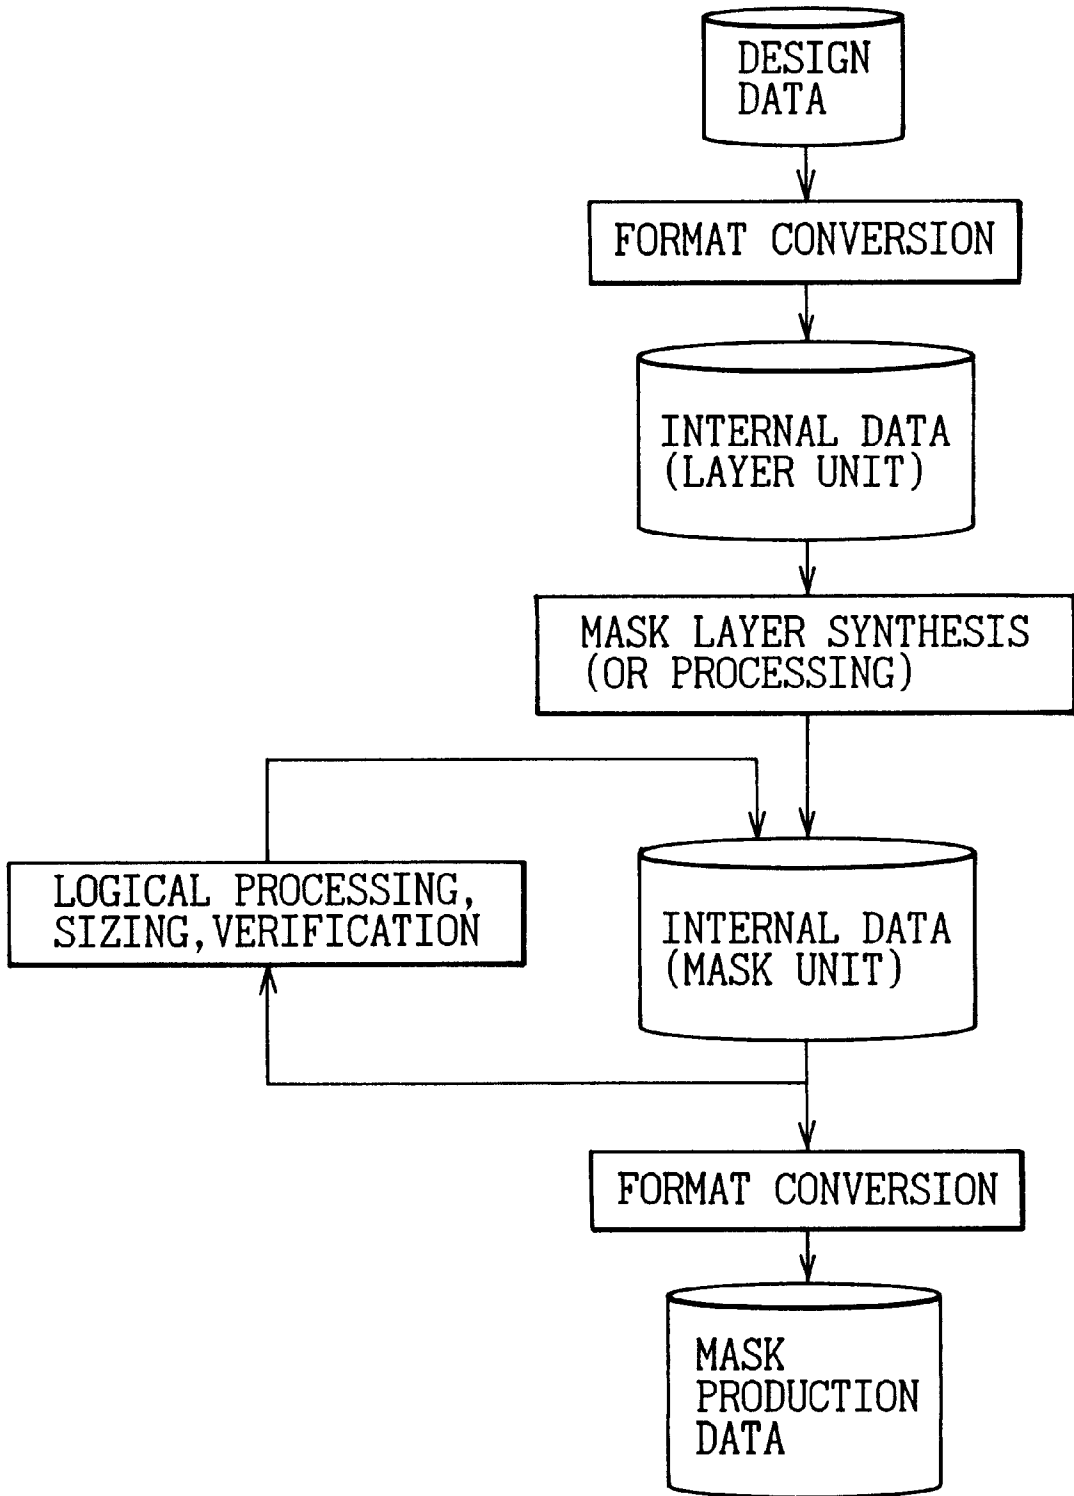 DESIGN
DATA
FORMAT CONVERSION
INTERNAL DATA
(LAYER UNIT)
MASK LAYER SYNTHESIS
(OR PROCESSING)
LOGICAL PROCESSING,
SIZING, VERIFICATION
INTERNAL DATA
(MASK UNIT)
FORMAT CONVERSION
MASK
PRODUCTION
DATA